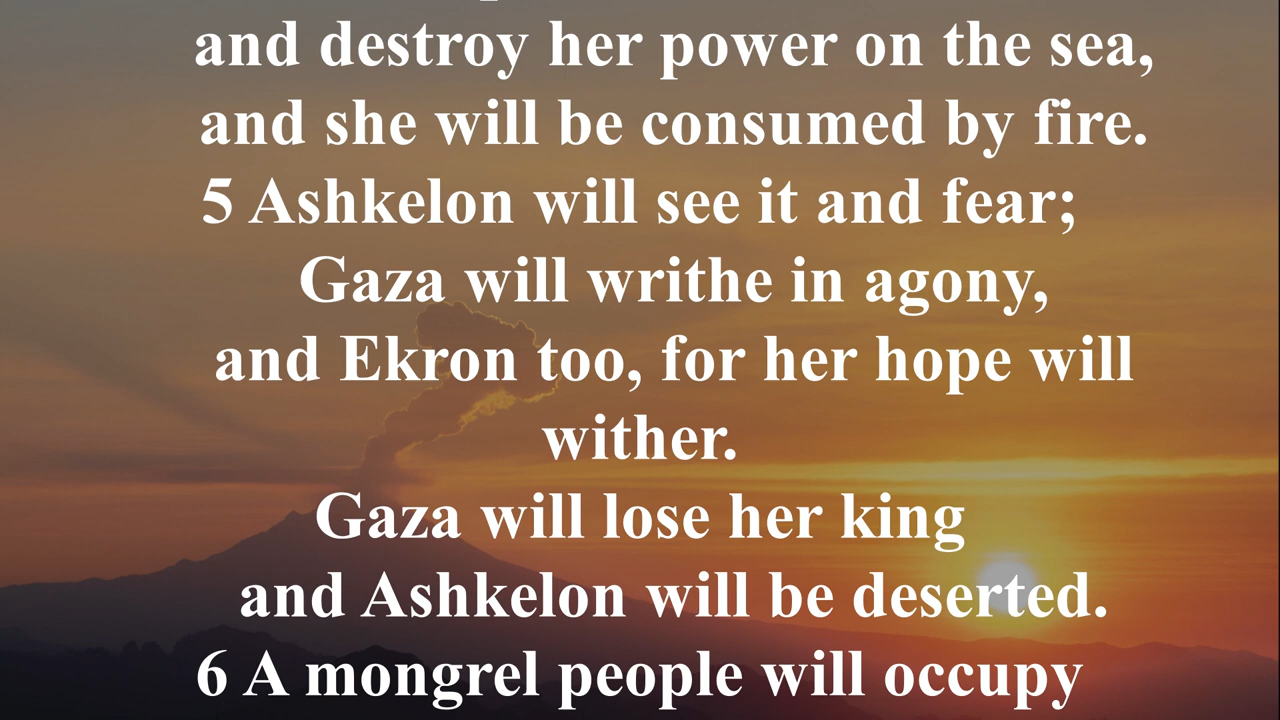 and destroy her power on the sea,
and she will be consumed by fire.
5 Ashkelon will see it and fear;
Gaza will writhe in agony,
and Ekron too, for her hope will
wither.
Gaza will lose her king
and Ashkelon will be deserted.
6 A mongrel people will occupy